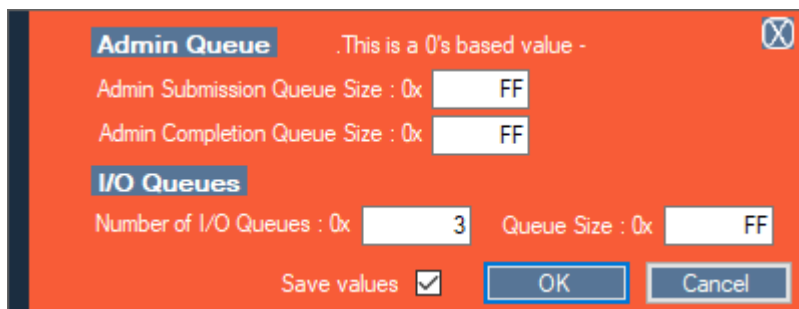 Admin Queue .This is a 0's based value -
Admin Submission Queue Size : 0x FF
Admin Completion Queue Size : 0x FF
I/O Queues
Number of I/O Queues : 0x 3 Queue Size : 0x FF
Save values OK Cancel